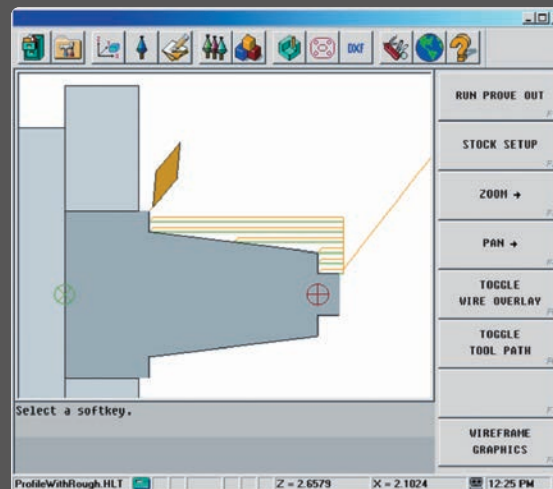 DXF
RUN PROVE OUT
STOCK SETUP
ZOOM →
PAN →
TOGGLE
WIRE OVERLAY
TOGGLE
TOOL PATH
WIREFRAME
GRAPHICS
Select a softkey.
ProfileWithRough.HLT Z = 2.6579 X = 2.1024 12:25 PM